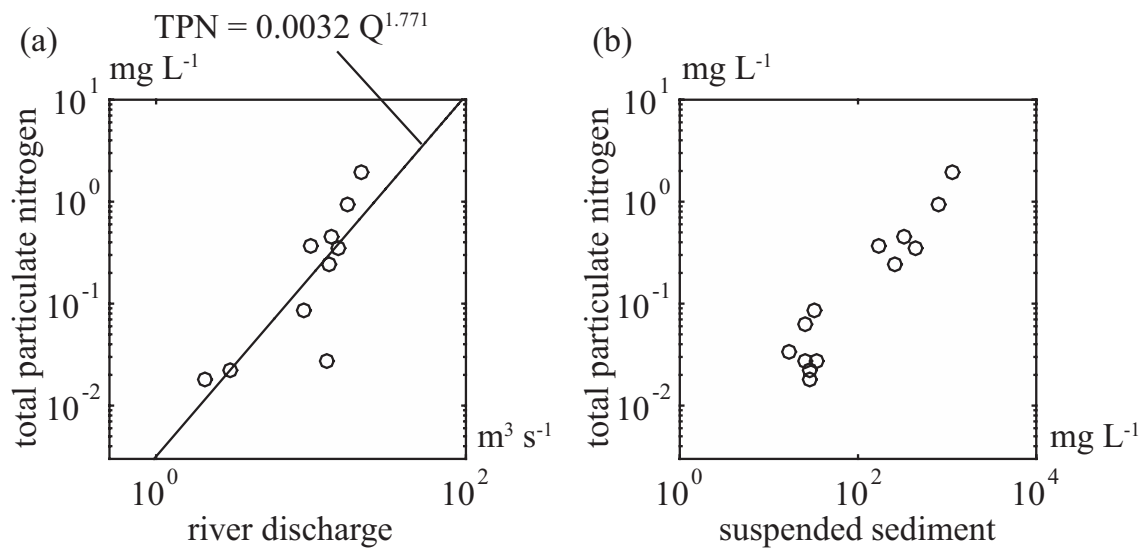 (a)
TPN = 0.0032 Q^1.771
mg L^-1
10^1
10^0
10^-1
10^-2
total particulate nitrogen
m^3 s^-1
10^0
10^2
river discharge
(b)
mg L^-1
10^1
10^0
10^-1
10^-2
total particulate nitrogen
mg L^-1
10^0
10^2
10^4
suspended sediment